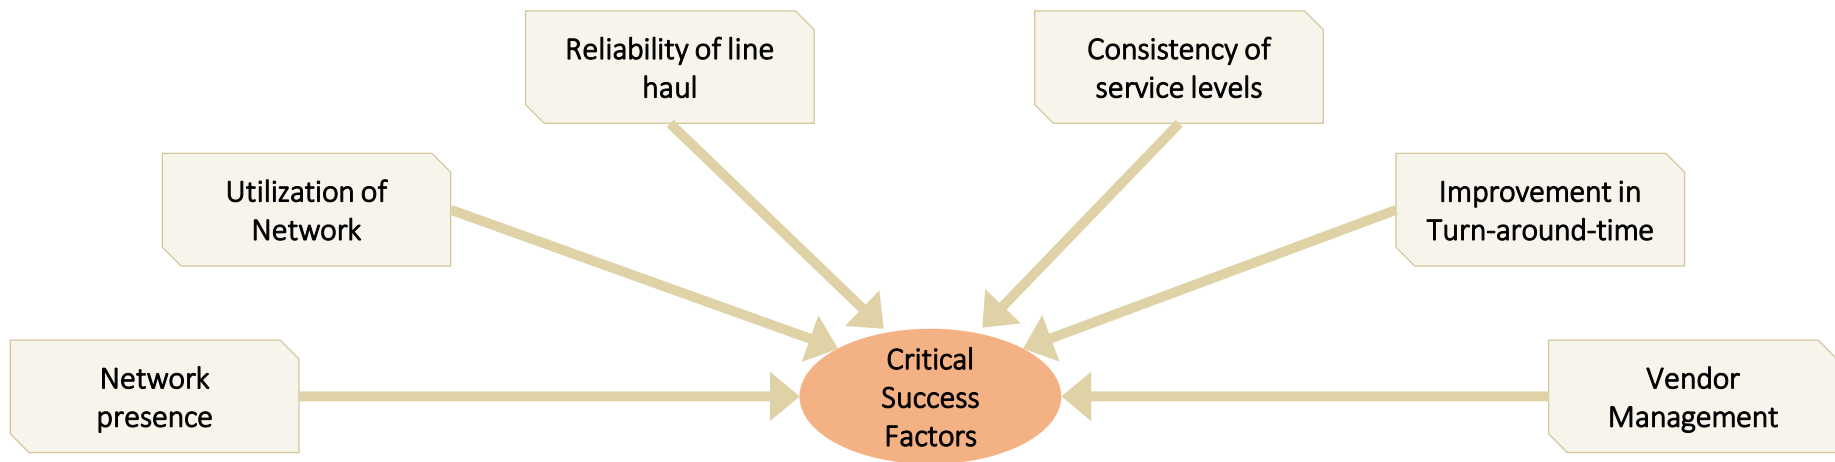 Reliability of line
haul
Consistency of
service levels
Utilization of
Network
Improvement in
Turn-around-time
Network
presence
Critical
Success
Factors
Vendor
Management